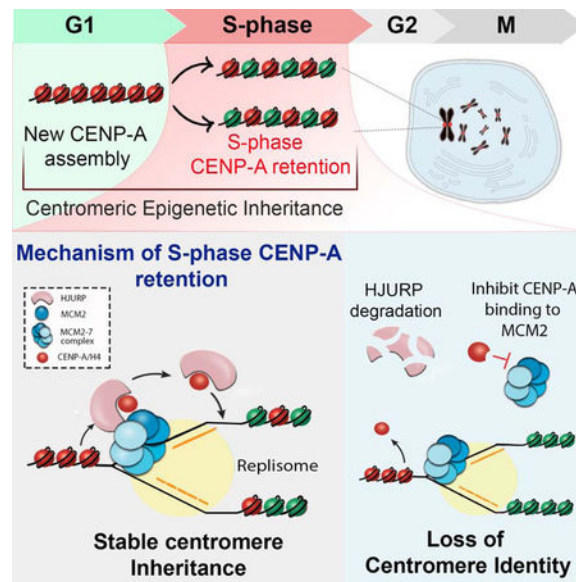 G1
S-phase
G2
M
New CENP-A
assembly
S-phase
CENP-A retention
Centromeric Epigenetic Inheritance
Mechanism of S-phase CENP-A
retention
HJURP
MCM2
MCM2-7
complex
CENP-A/H4
Replisome
Stable centromere
Inheritance
HJURP
degradation
Inhibit CENP-A
binding to
MCM2
Loss of
Centromere Identity